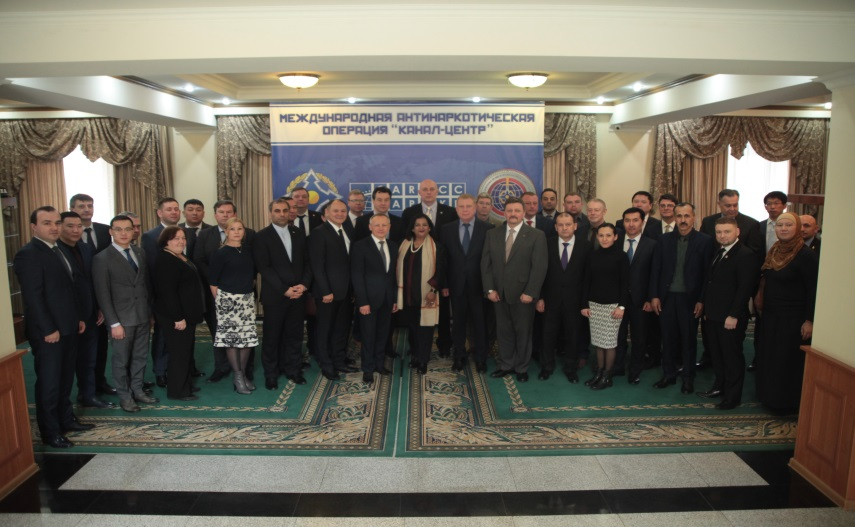 МЕЖДУНАРОДНАЯ АНТИНАРКОТИЧЕСКАЯ
ОПЕРАЦИЯ "КАНАЛ-ЦЕНТР"